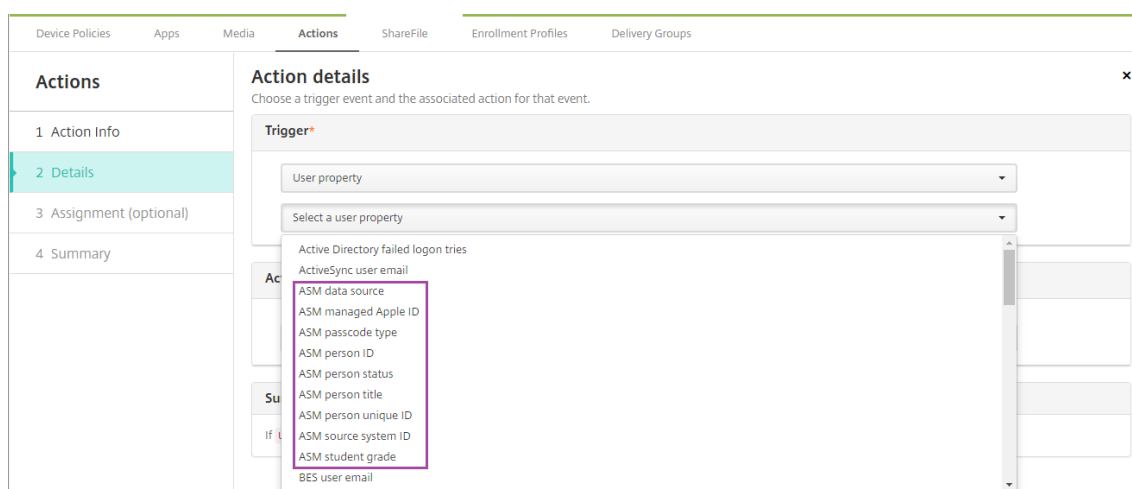 Device Policies Apps Media Actions ShareFile Enrollment Profiles Delivery Groups
Actions
1 Action Info
2 Details
3 Assignment (optional)
4 Summary
Action details
×
Choose a trigger event and the associated action for that event.
Trigger*
User property
Select a user property
Active Directory failed logon tries
ActiveSync user email
ASM data source
ASM managed Apple ID
ASM passcode type
ASM person ID
ASM person status
ASM person title
ASM person unique ID
ASM source system ID
ASM student grade
BES user email
If